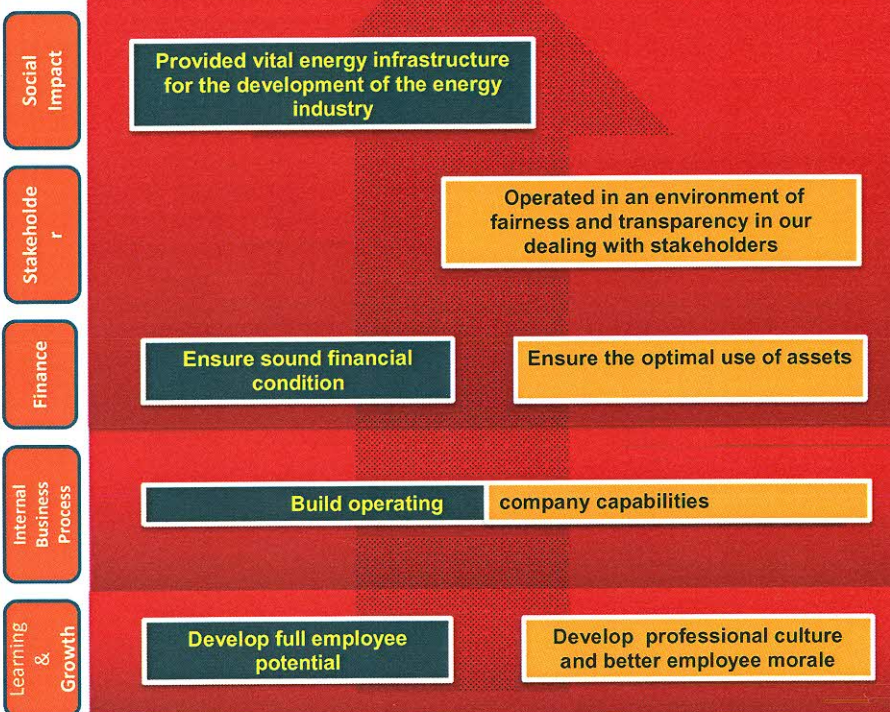 Social
Impact
Provided vital energy infrastructure
for the development of the energy
industry
Stakeholde
r
Operated in an environment of
fairness and transparency in our
dealing with stakeholders
Finance
Ensure sound financial
condition
Ensure the optimal use of assets
Internal
Business
Process
Build operating company capabilities
Learning
&
Growth
Develop full employee
potential
Develop professional culture
and better employee morale